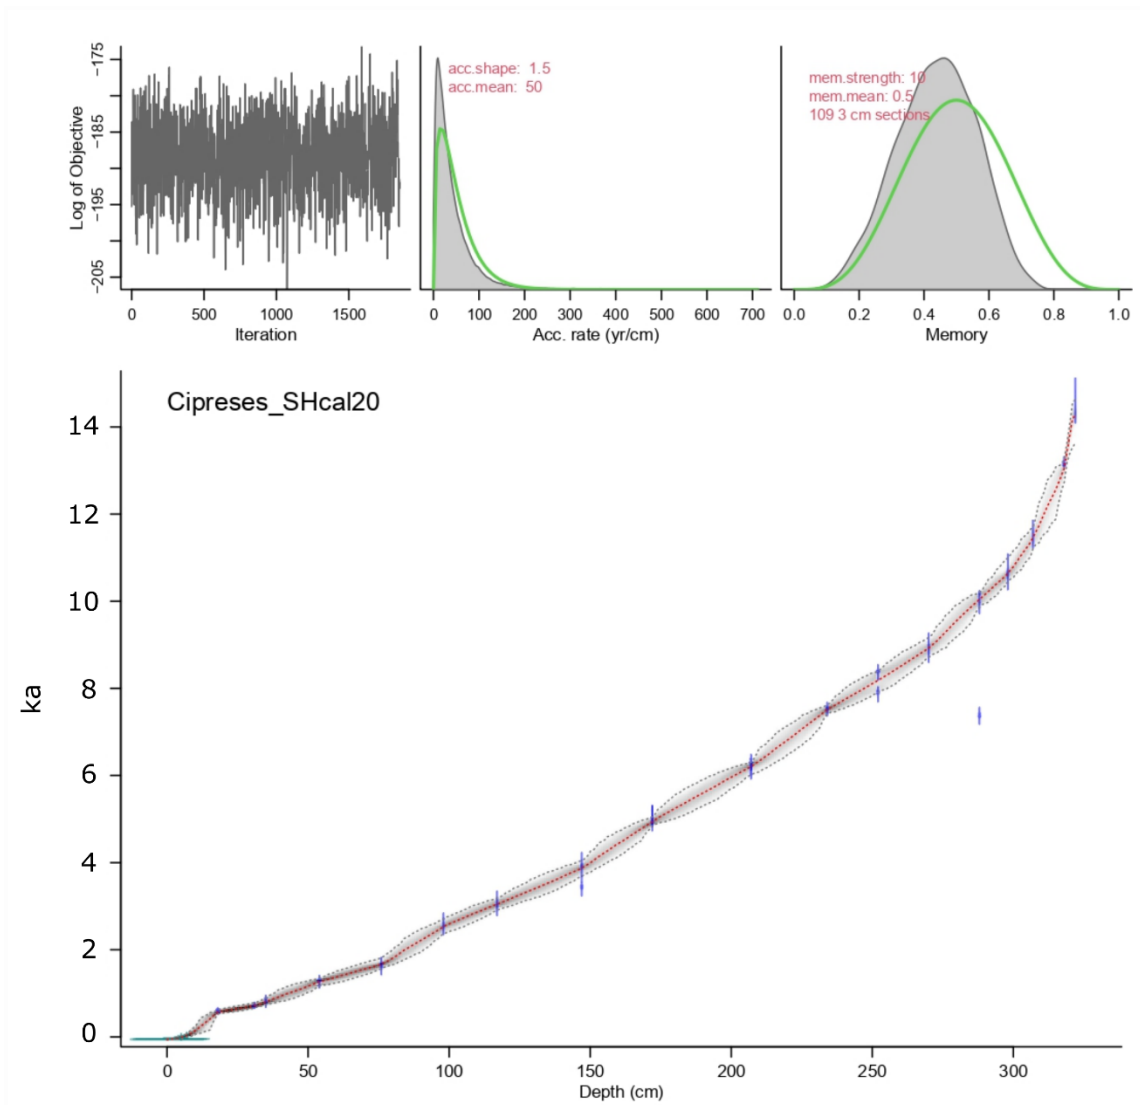 -175
-185
-195
-205
Log of Objective
0 500 1000 1500
Iteration
acc.shape: 1.5
acc.mean: 50
0 100 200 300 400 500 600 700
Acc. rate (yr/cm)
mem.strength: 10
mem.mean: 0.5
109 3 cm sections
0.0 0.2 0.4 0.6 0.8 1.0
Memory
Cipreses_SHcal20
14
12
10
8
6
4
2
0
ka
0 50 100 150 200 250 300
Depth (cm)